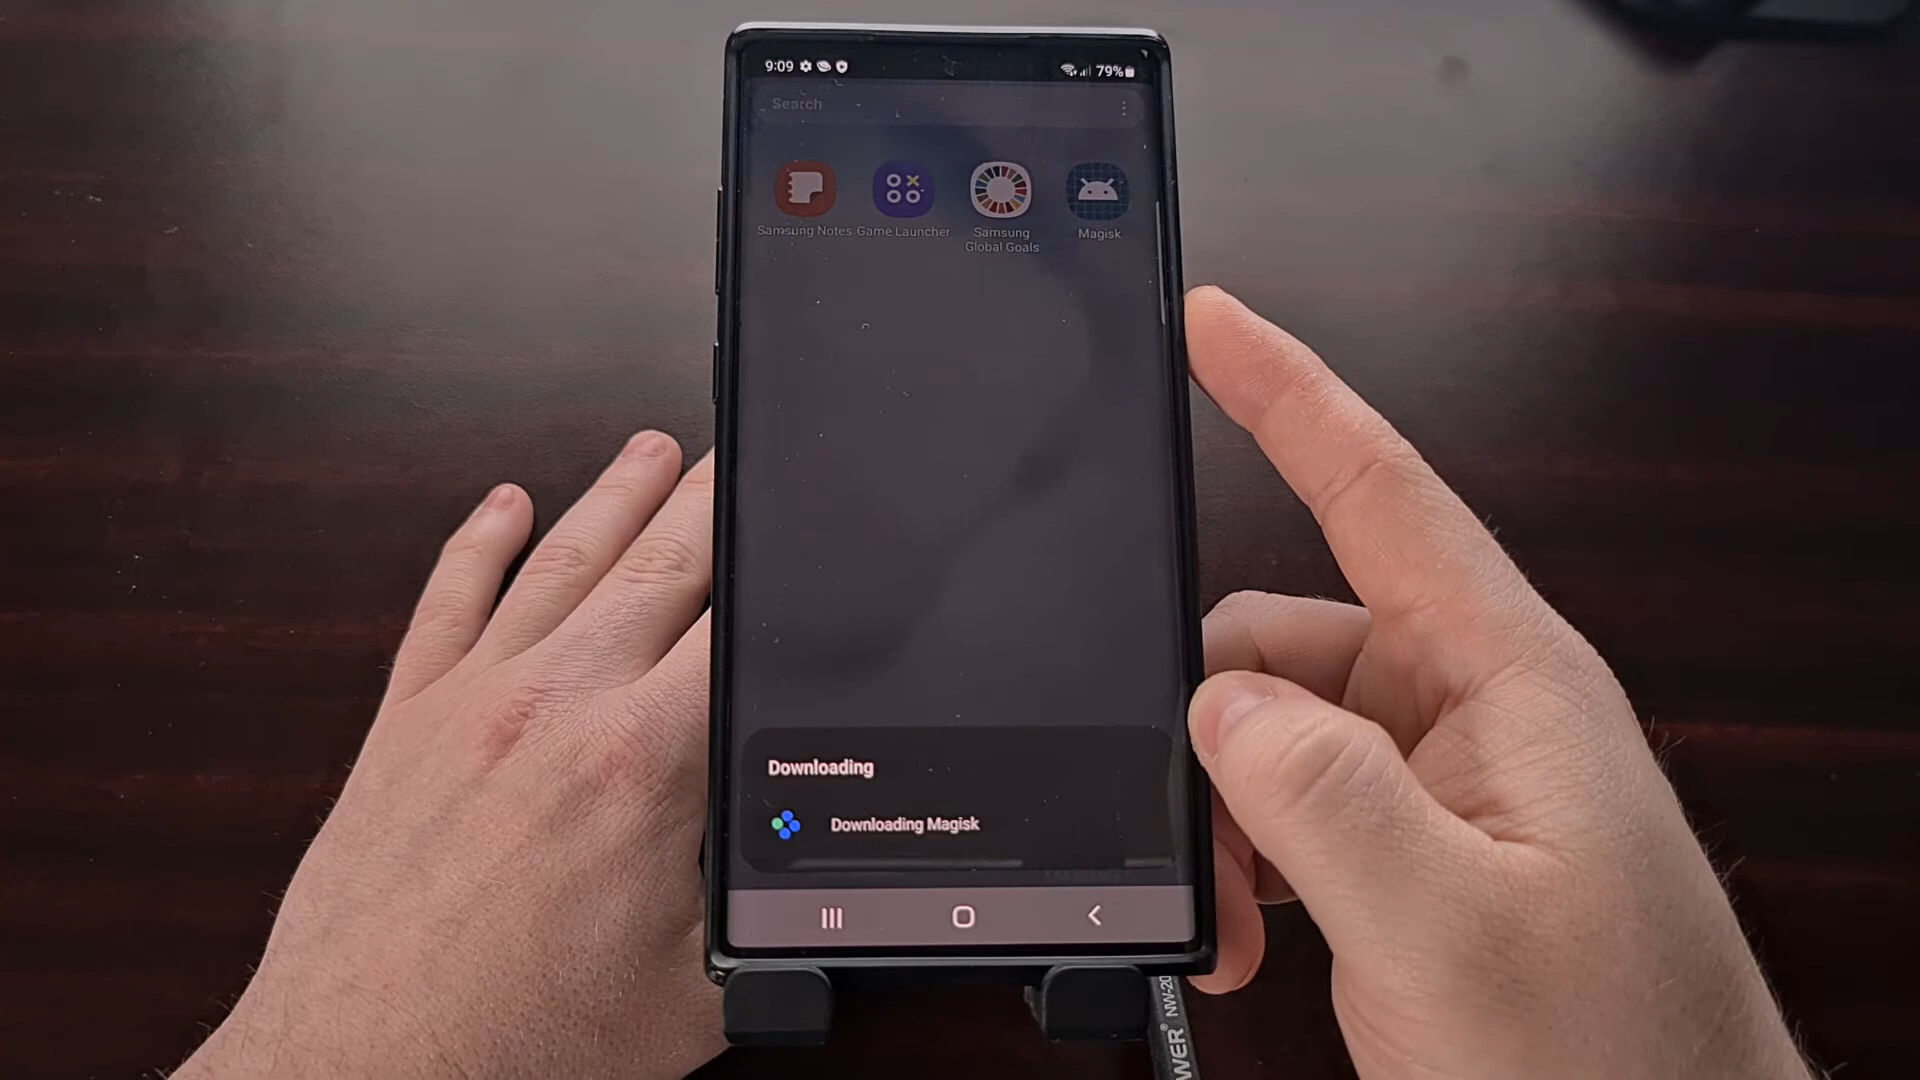 9:09
79%
Search
Samsung Notes
Game Launcher
Samsung
Global Goals
Magisk
Downloading
Downloading Magisk
WER® NW-20